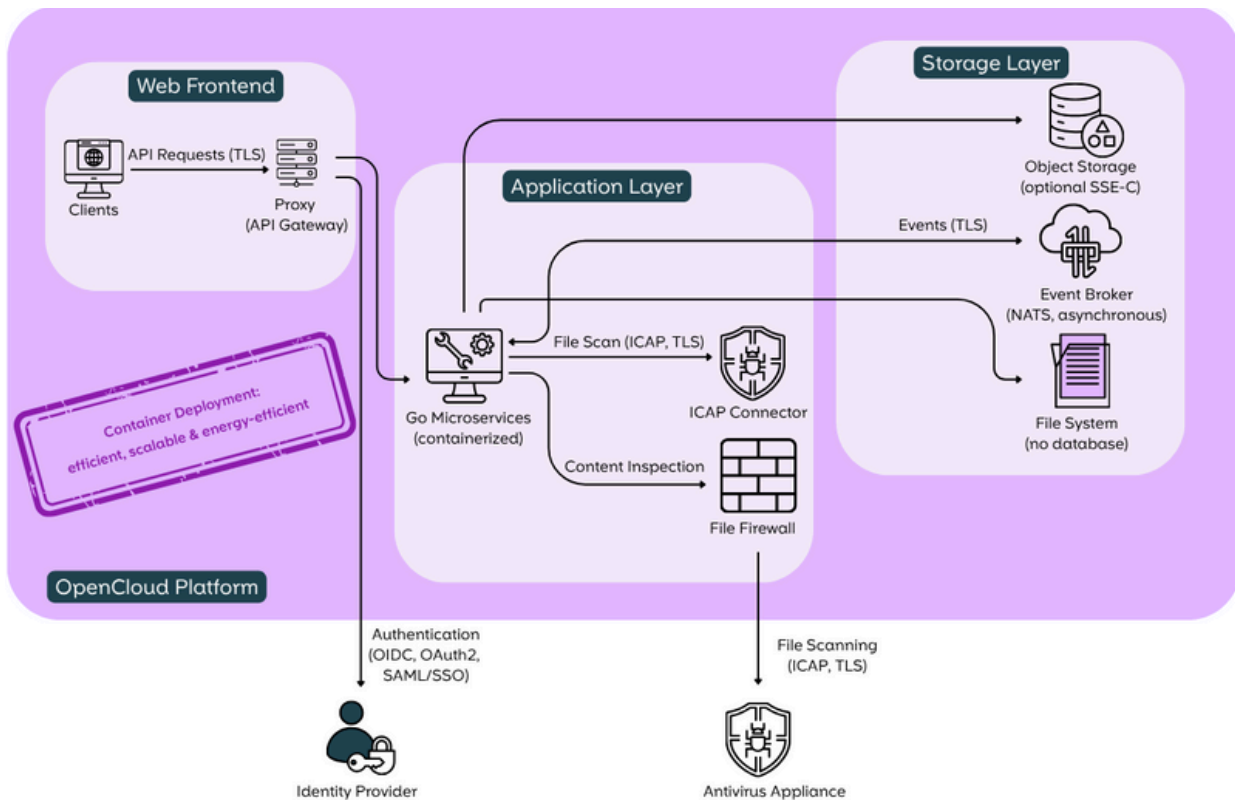 Web Frontend
API Requests (TLS)
Clients
Proxy
(API Gateway)
Application Layer
Go Microservices
(containerized)
File Scan (ICAP, TLS)
ICAP Connector
Content Inspection
File Firewall
Storage Layer
Object Storage
(optional SSE-C)
Events (TLS)
Event Broker
(NATS, asynchronous)
File System
(no database)
Container Deployment:
efficient, scalable & energy-efficient
OpenCloud Platform
Authentication
(OIDC, OAuth2,
SAML/SSO)
Identity Provider
File Scanning
(ICAP, TLS)
Antivirus Appliance